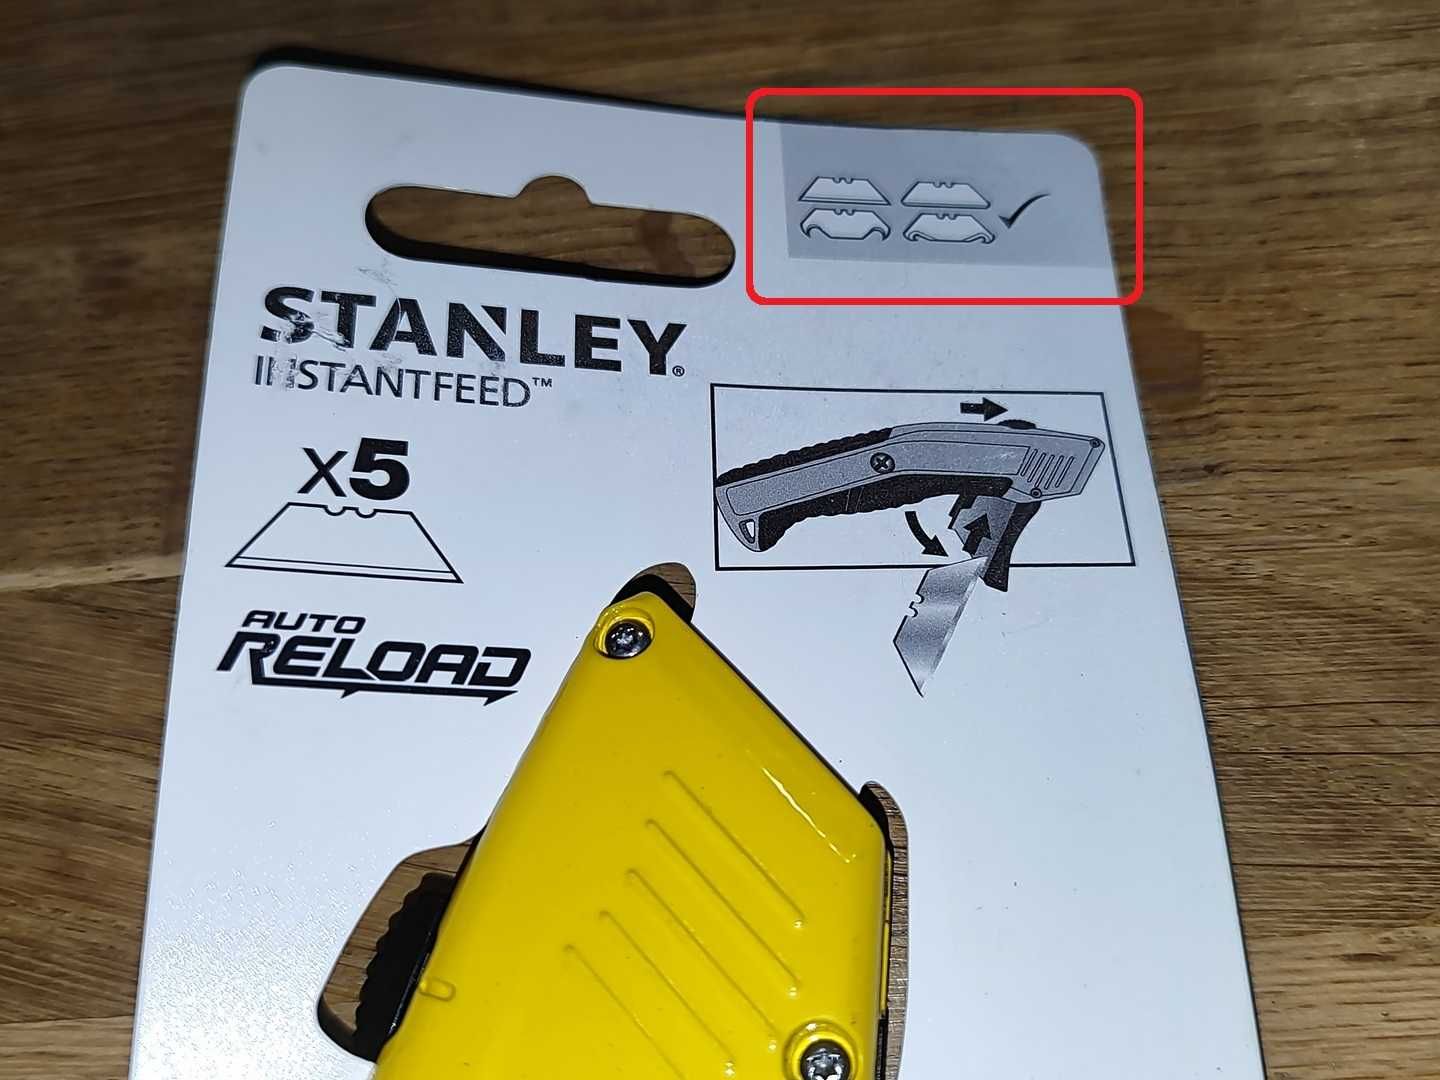 STANLEY®
INSTANTFEED™
x5
AUTO
RELOAD